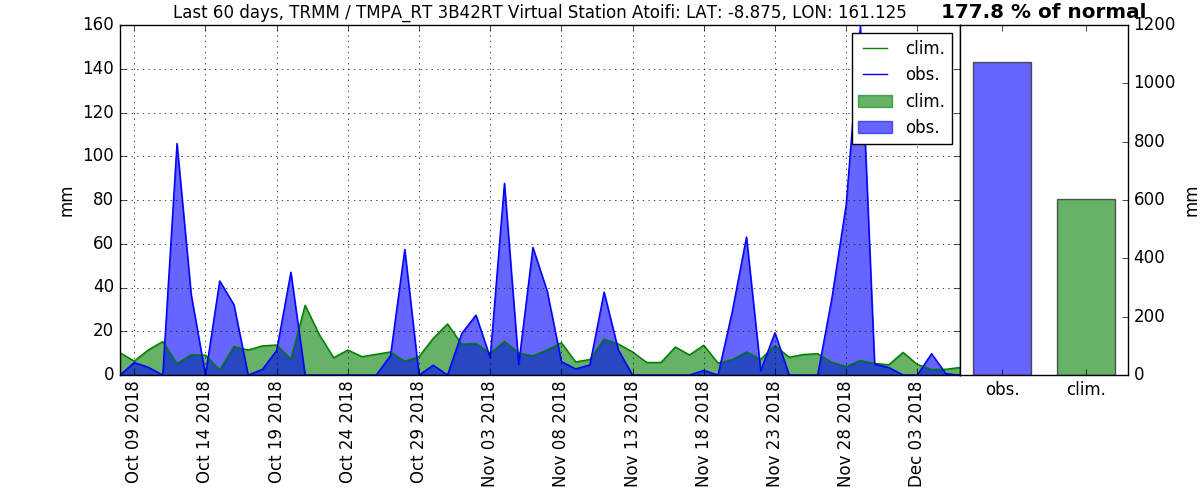 Last 60 days, TRMM / TMPA_RT 3B42RT Virtual Station Atoifi: LAT: -8.875, LON: 161.125
177.8 % of normal
160
140
120
100
80
60
40
20
0
mm
clim.
obs.
clim.
obs.
Oct 09 2018
Oct 14 2018
Oct 19 2018
Oct 24 2018
Oct 29 2018
Nov 03 2018
Nov 08 2018
Nov 13 2018
Nov 18 2018
Nov 23 2018
Nov 28 2018
Dec 03 2018
1200
1000
800
600
400
200
0
mm
obs.
clim.